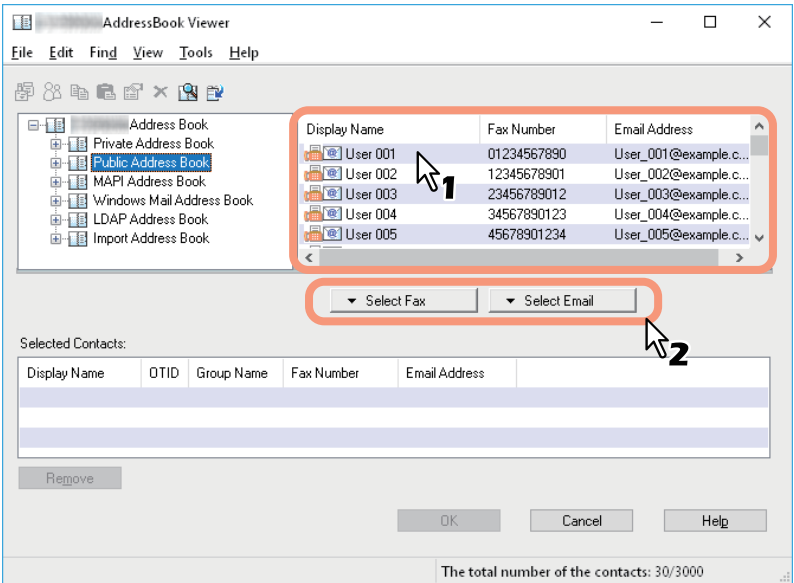 AddressBook Viewer
File Edit Find View Tools Help
Address Book
Private Address Book
Public Address Book
MAPI Address Book
Windows Mail Address Book
LDAP Address Book
Import Address Book
Display Name Fax Number Email Address
User 001 01234567890 User_001@example.c...
User 002 12345678901 User_002@example.c...
User 003 23456789012 User_003@example.c...
User 004 34567890123 User_004@example.c...
User 005 45678901234 User_005@example.c...
1
Select Fax Select Email
2
Selected Contacts:
Display Name OTID Group Name Fax Number Email Address
Remove
OK Cancel Help
The total number of the contacts: 30/3000